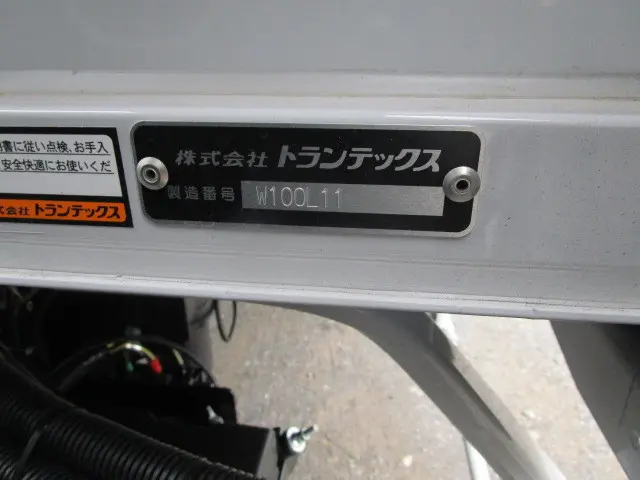 株式会社 トランテックス
製造番号 W100L11
書に従い点検、お手入
安全快適にお使いくだ
式会社 トランテックス